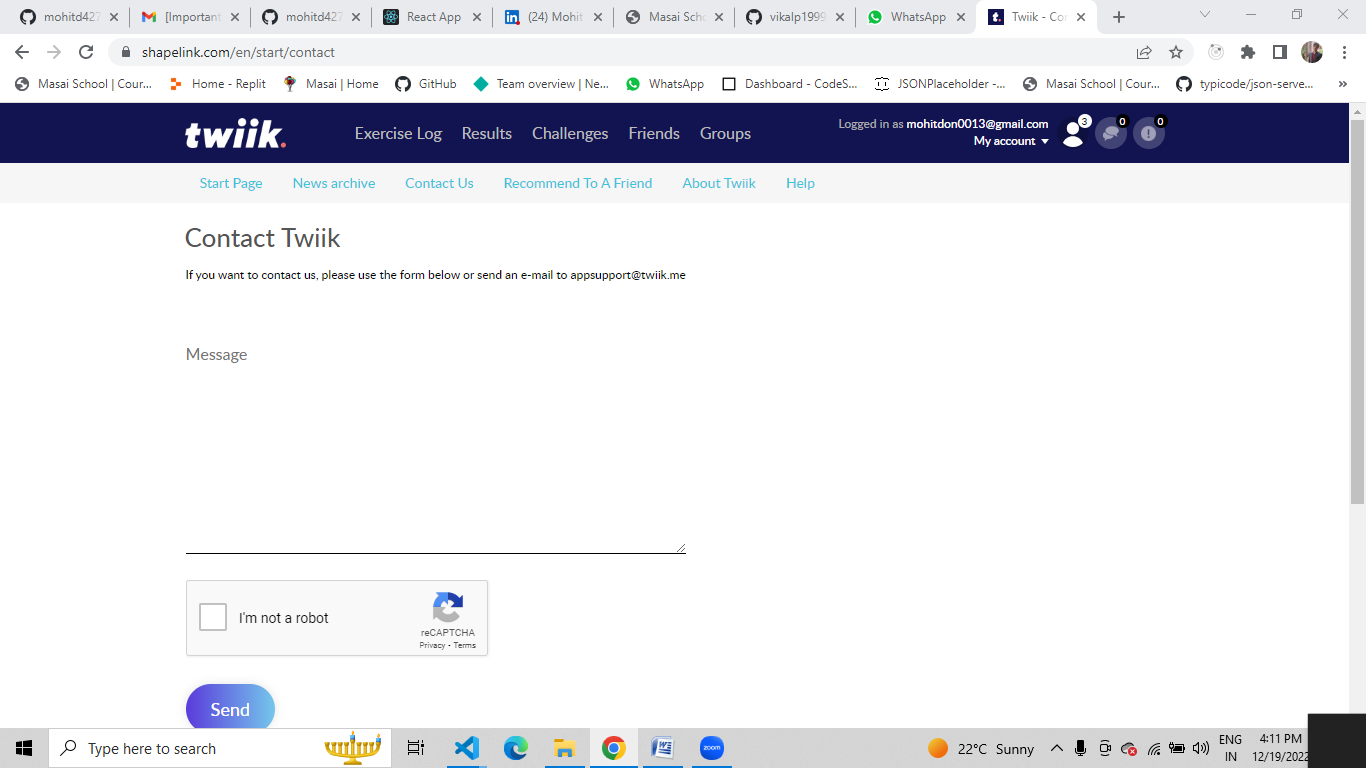 mohitd427
[Important
mohitd427
React App
(24) Mohit
Masai Scho
vikalp1999
WhatsApp
Twiik - Con
shapelink.com/en/start/contact
Masai School | Cour...
Home - Replit
Masai | Home
GitHub
Team overview | Ne...
WhatsApp
Dashboard - CodeS...
JSONPlaceholder -...
Masai School | Cour...
typicode/json-serve...
»
twiik.
Exercise Log Results Challenges Friends Groups
Logged in as mohitdon0013@gmail.com
My account
3
0
0
Start Page News archive Contact Us Recommend To A Friend About Twiik Help
Contact Twiik
If you want to contact us, please use the form below or send an e-mail to appsupport@twiik.me
Message
I'm not a robot
reCAPTCHA
Privacy - Terms
Send
Type here to search
zoom
22°C Sunny
ENG
IN
4:11 PM
12/19/2022